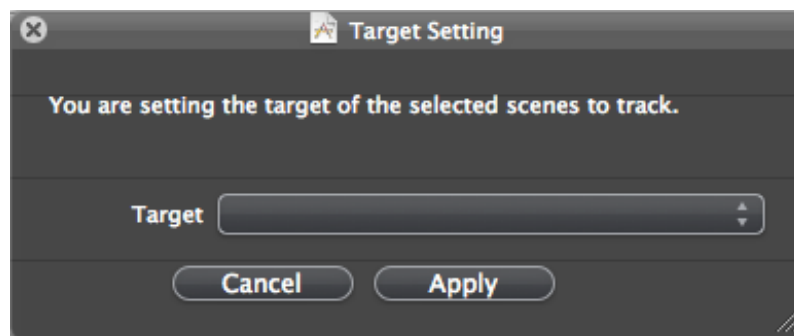 Target Setting
You are setting the target of the selected scenes to track.
Target
Cancel Apply